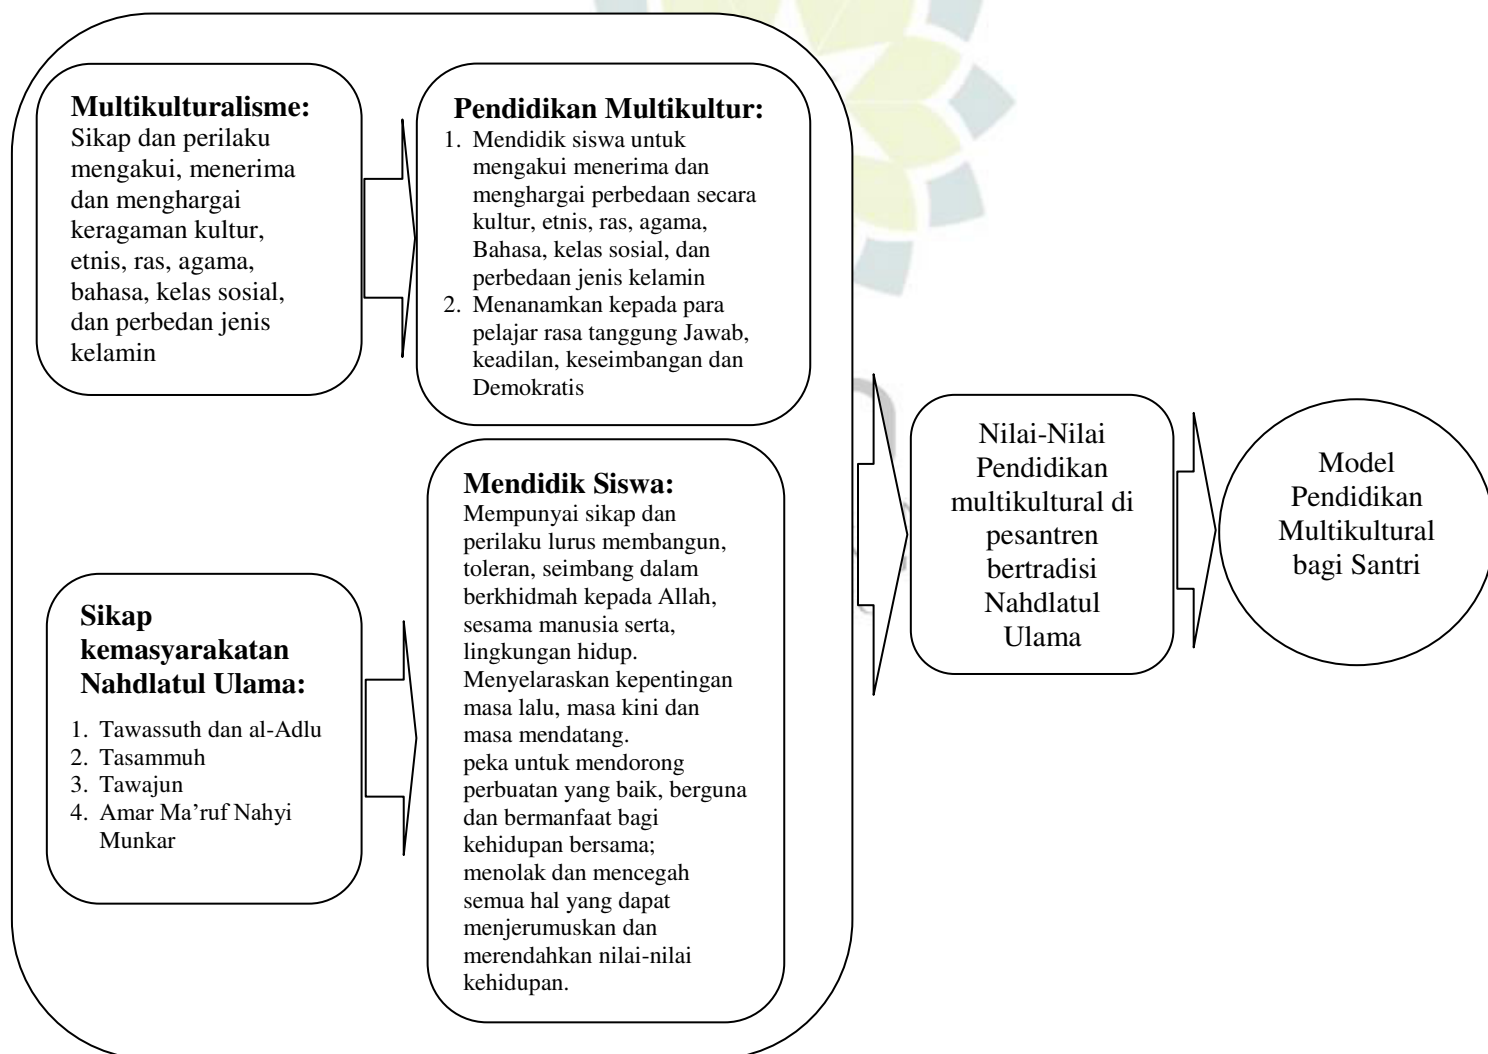 Multikulturalisme:
Sikap dan perilaku
mengakui, menerima
dan menghargai
keragaman kultur,
etnis, ras, agama,
bahasa, kelas sosial,
dan perbedan jenis
kelamin
Pendidikan Multikultur:
1. Mendidik siswa untuk
mengakui menerima dan
menghargai perbedaan secara
kultur, etnis, ras, agama,
Bahasa, kelas sosial, dan
perbedaan jenis kelamin
2. Menanamkan kepada para
pelajar rasa tanggung Jawab,
keadilan, keseimbangan dan
Demokratis
Sikap
kemasyarakatan
Nahdlatul Ulama:
1. Tawassuth dan al-Adlu
2. Tasammuh
3. Tawajun
4. Amar Ma’ruf Nahyi
Munkar
Mendidik Siswa:
Mempunyai sikap dan
perilaku lurus membangun,
toleran, seimbang dalam
berkhidmah kepada Allah,
sesama manusia serta,
lingkungan hidup.
Menyelaraskan kepentingan
masa lalu, masa kini dan
masa mendatang.
peka untuk mendorong
perbuatan yang baik, berguna
dan bermanfaat bagi
kehidupan bersama;
menolak dan mencegah
semua hal yang dapat
menjerumuskan dan
merendahkan nilai-nilai
kehidupan.
Nilai-Nilai
Pendidikan
multikultural di
pesantren
bertradisi
Nahdlatul
Ulama
Model
Pendidikan
Multikultural
bagi Santri